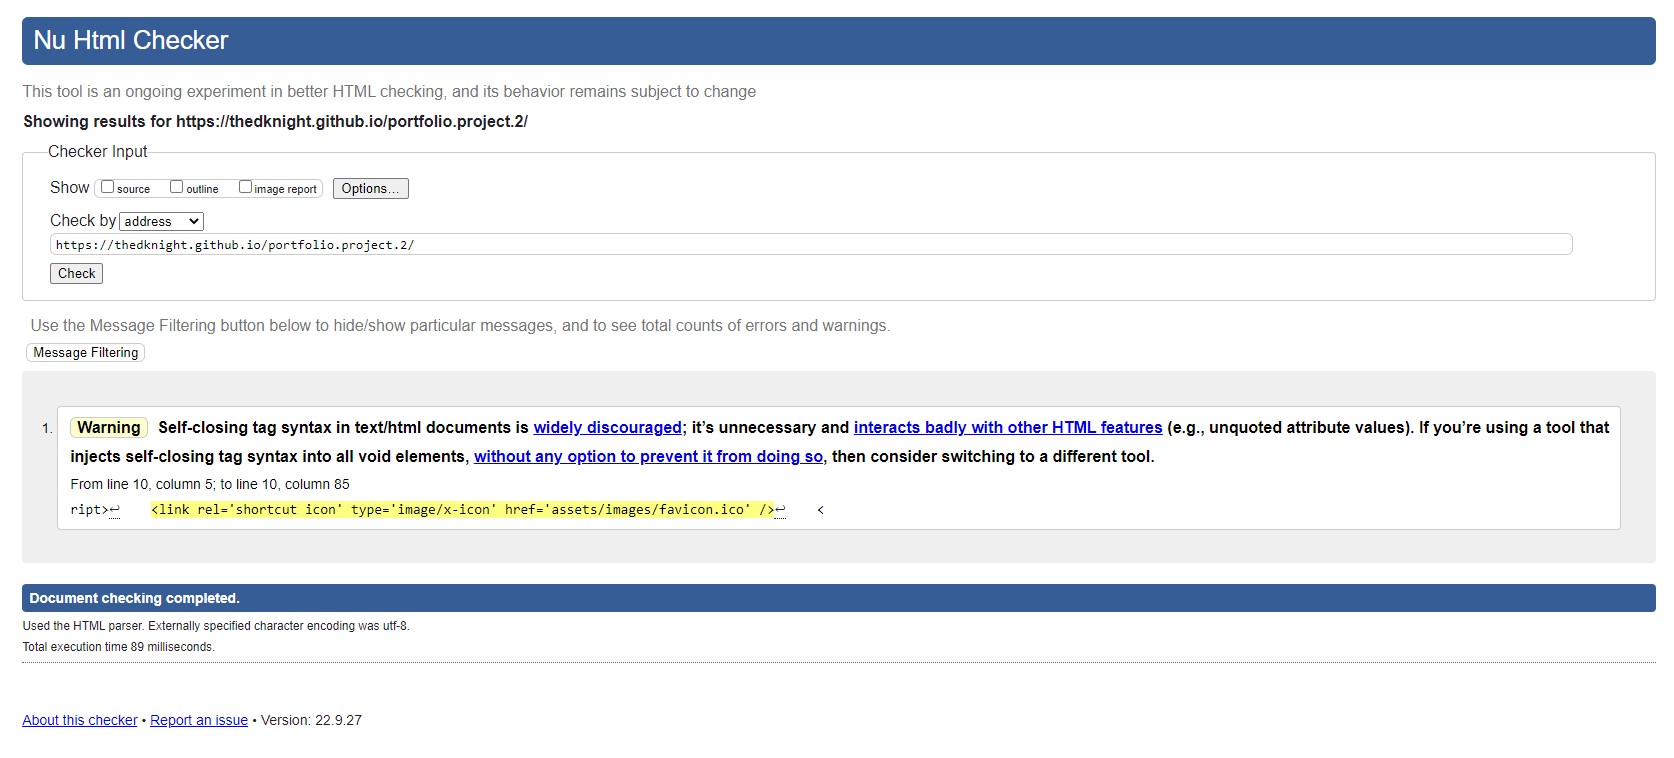 Nu Html Checker
This tool is an ongoing experiment in better HTML checking, and its behavior remains subject to change
Showing results for https://thedknight.github.io/portfolio.project.2/
Checker Input
Show source outline image report Options...
Check by address
https://thedknight.github.io/portfolio.project.2/
Check
Use the Message Filtering button below to hide/show particular messages, and to see total counts of errors and warnings.
Message Filtering
1. Warning Self-closing tag syntax in text/html documents is widely discouraged; it’s unnecessary and interacts badly with other HTML features (e.g., unquoted attribute values). If you’re using a tool that
injects self-closing tag syntax into all void elements, without any option to prevent it from doing so, then consider switching to a different tool.
From line 10, column 5; to line 10, column 85
ript>↩ <link rel='shortcut icon' type='image/x-icon' href='assets/images/favicon.ico' />↩ <
Document checking completed.
Used the HTML parser. Externally specified character encoding was utf-8.
Total execution time 89 milliseconds.
About this checker • Report an issue • Version: 22.9.27